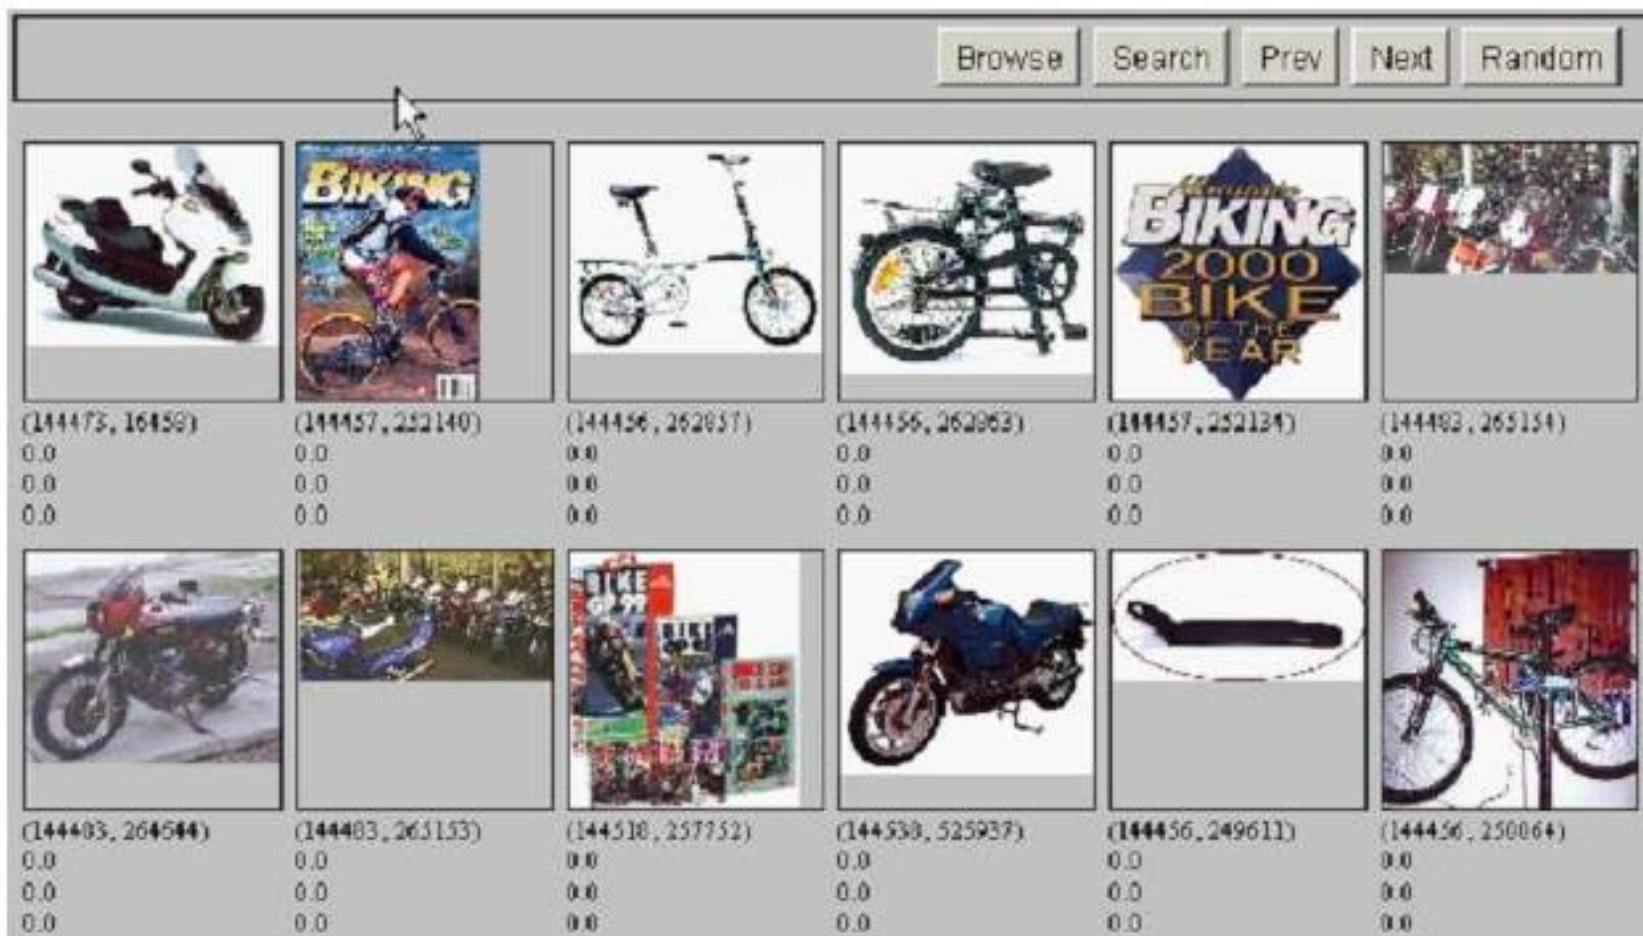 Browse Search Prev Next Random
BIKING
BIKING
2000
BIKE
OF THE
YEAR
(144473, 16458) (144457, 252140) (144456, 262857) (144456, 262863) (144457, 252134) (144483, 265154)
0.0 0.0 0.0 0.0 0.0 0.0
0.0 0.0 0.0 0.0 0.0 0.0
0.0 0.0 0.0 0.0 0.0 0.0
BIKE
(144483, 264644) (144483, 265153) (144518, 257752) (144538, 525937) (144456, 249611) (144456, 250064)
0.0 0.0 0.0 0.0 0.0 0.0
0.0 0.0 0.0 0.0 0.0 0.0
0.0 0.0 0.0 0.0 0.0 0.0